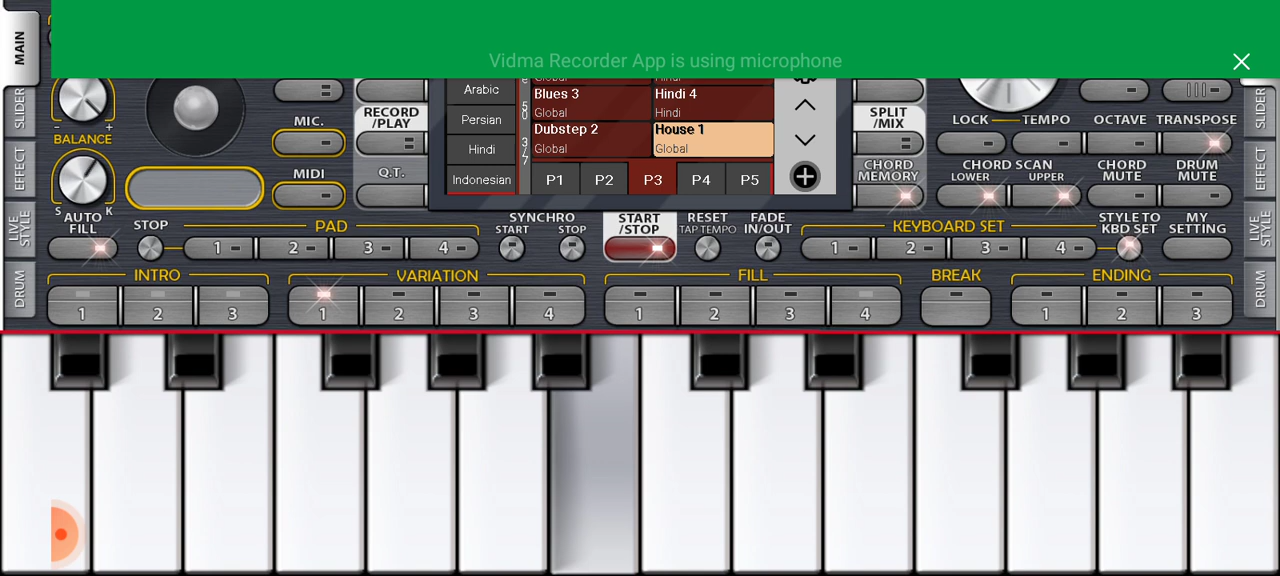 Vidma Recorder App is using microphone
MAIN
SLIDER
EFFECT
LIVE STYLE
DRUM
- +
BALANCE
S K
MIC.
MIDI
RECORD
/PLAY
Q.T.
Arabic
Persian
Hindi
Indonesian
Global
Hindi
Blues 3
Global
Hindi 4
Hindi
Dubstep 2
Global
House 1
Global
P1 P2 P3 P4 P5
SPLIT
/MIX
CHORD
MEMORY
LOCK TEMPO OCTAVE TRANSPOSE
CHORD SCAN
LOWER UPPER
CHORD
MUTE
DRUM
MUTE
AUTO
FILL
STOP
PAD
1 2 3 4
SYNCHRO
START STOP
START
/STOP
RESET
TAP TEMPO
FADE
IN/OUT
KEYBOARD SET
1 2 3 4
STYLE TO
KBD SET
MY
SETTING
INTRO
1 2 3
VARIATION
1 2 3 4
FILL
1 2 3 4
BREAK
ENDING
1 2 3
SLIDER
EFFECT
LIVE STYLE
DRUM